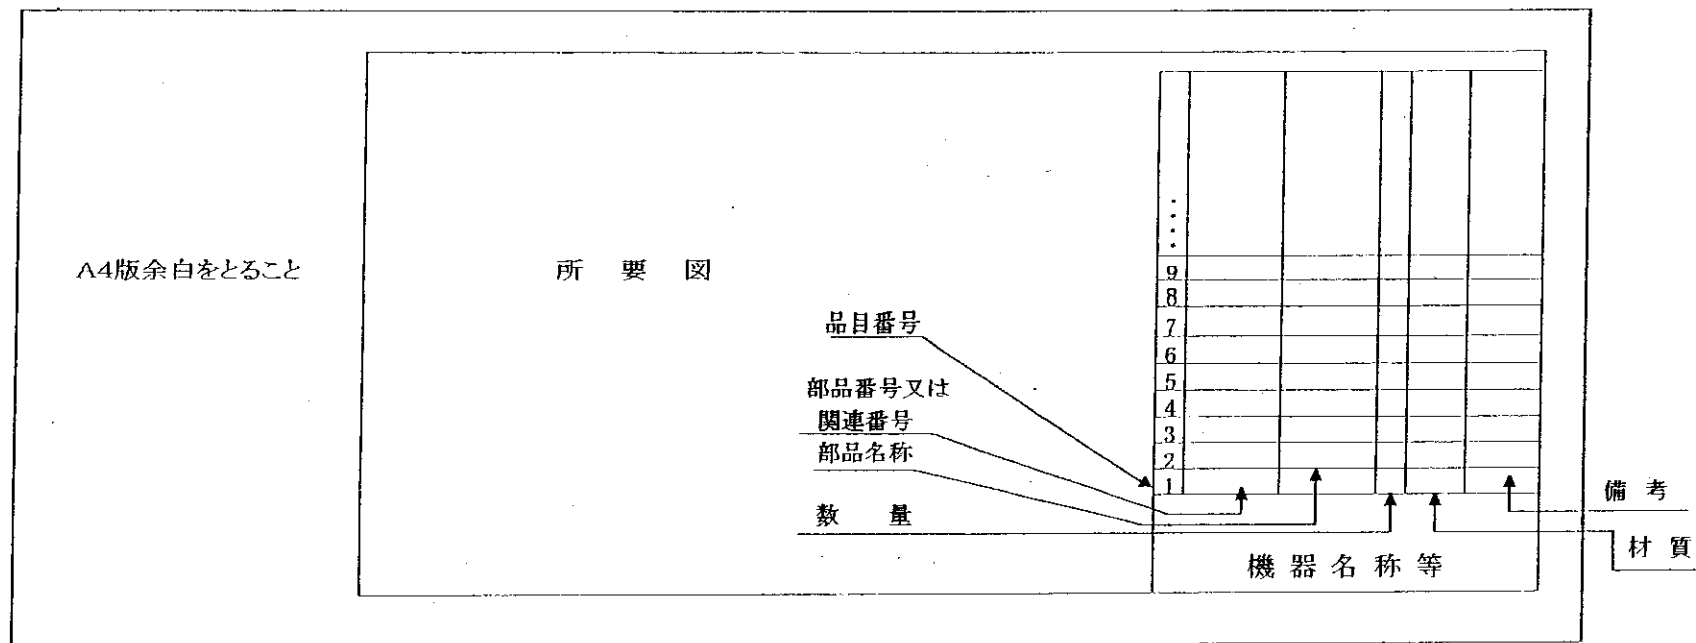 A4版余白をとること
所 要 図
品目番号
部品番号又は
関連番号
部品名称
数 量
9
8
7
6
5
4
3
2
1
機 器 名 称 等
備 考
材 質